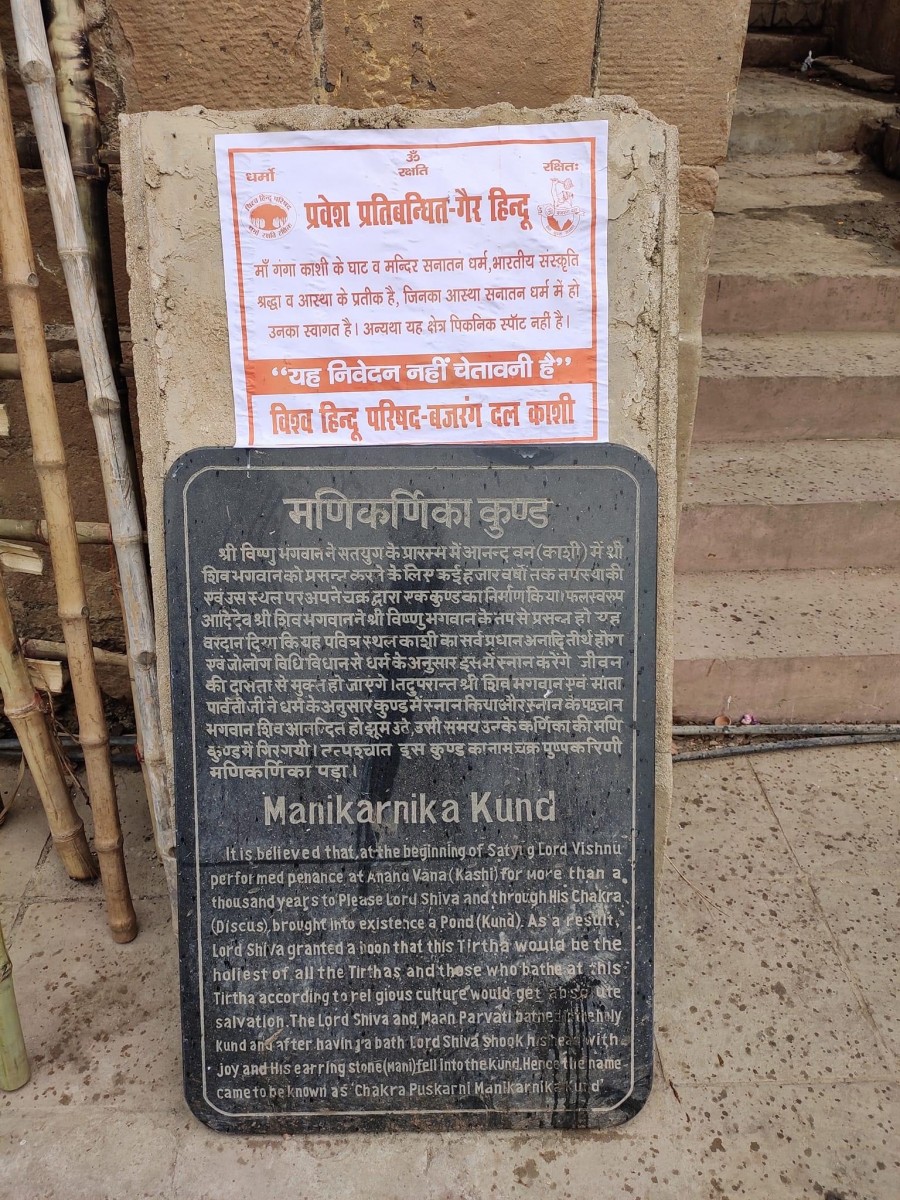 ॐ
धर्मो रक्षति रक्षितः
प्रवेश प्रतिबन्धित-गैर हिन्दू
माँ गंगा काशी के घाट व मन्दिर सनातन धर्म,भारतीय संस्कृति
श्रद्धा व आस्था के प्रतीक है, जिनका आस्था सनातन धर्म में हो
उनका स्वागत है। अन्यथा यह क्षेत्र पिकनिक स्पॉट नही है।
“यह निवेदन नहीं चेतावनी है”
विश्व हिन्दू परिषद-बजरंग दल काशी
मणिकर्णिका कुण्ड
श्री विष्णु भगवान ने सतयुग के प्रारम्भ में आनन्द वन (काशी) में श्री
शिव भगवान को प्रसन्न करने के लिए कई हजार वर्षो तक तपस्या की
एवं उस स्थल पर अपने चक्र द्वारा एक कुण्ड का निर्माण किया। फलस्वरुप
आदिदेव श्री शिव भगवान ने श्री विष्णु भगवान के तप से प्रसन्न हो यह
वरदान दिया कि यह पवित्र स्थल काशी का सर्व प्रधान अनादि तीर्थ होगा
एवं जो लोग विधि विधान से धर्म के अनुसार इस में स्नान करेंगे जीवन
की दासता से मुक्त हो जाएंगे। तदुपरान्त श्री शिव भगवान एवं माता
पार्वती जी ने धर्म के अनुसार कुण्ड में स्नान किया और स्नान के पश्चात
भगवान शिव आनन्दित हो झूम उठे, उसी समय उनके कर्णिका की मणि
कुण्ड में गिर गयी। तत्पश्चात इस कुण्ड का नाम चक्र पुष्पकरिणी
मणिकर्णिका पड़ा।
Manikarnika Kund
It is believed that, at the beginning of Lord Vishnu
performed penance at Anand Vana (Kashi) for More than a
thousand years to Please Lord Shiva and through His Chakra
(Discus), brought into existence a Pond (Kund). As a result,
Lord Shiva granted a boon that this Tirtha would be the
holiest of all the Tirthas and those who bathe at this
Tirtha according to religious culture would get absolute
salvation. The Lord Shiva and Maan Parvati bathed holy
Kund and after having a bath Lord Shiva shook his head with
joy and His earring stone (Mani) fell into the Kund. Hence the name
came to be known as 'Chakra Puskarni Manikarnika Kund'